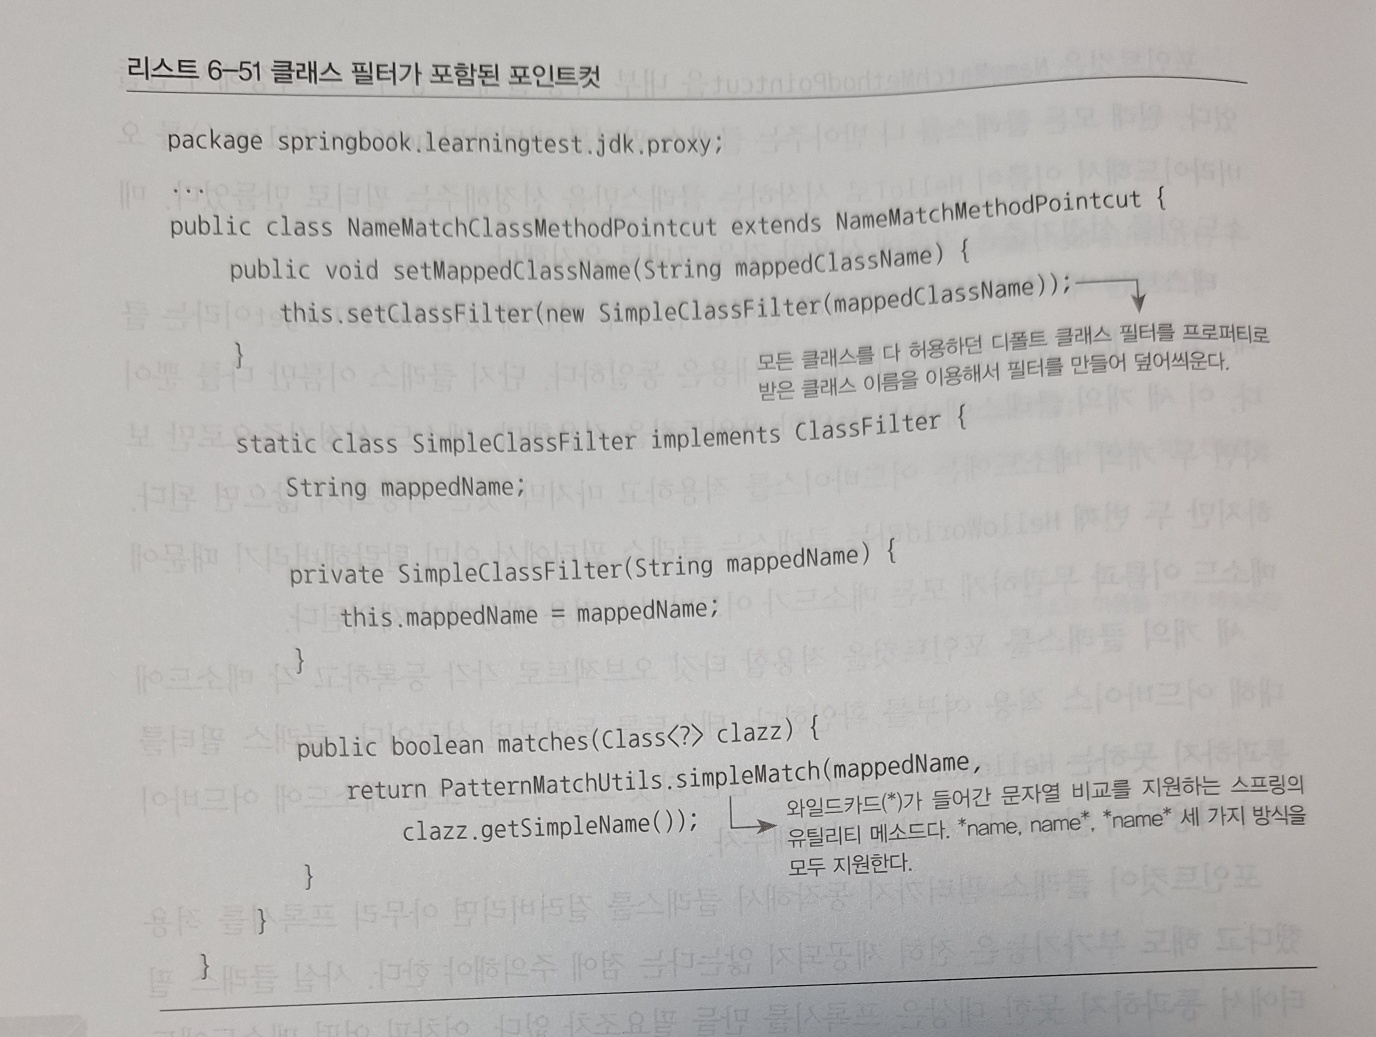 리스트 6-51 클래스 필터가 포함된 포인트컷
package springbook.learningtest.jdk.proxy;
...
public class NameMatchClassMethodPointcut extends NameMatchMethodPointcut {
public void setMappedClassName(String mappedClassName) {
this.setClassFilter(new SimpleClassFilter(mappedClassName));
}
모든 클래스를 다 허용하던 디폴트 클래스 필터를 프로퍼티로
받은 클래스 이름을 이용해서 필터를 만들어 덮어씌운다.
static class SimpleClassFilter implements ClassFilter {
String mappedName;
private SimpleClassFilter(String mappedName) {
this.mappedName = mappedName;
}
public boolean matches(Class<?> clazz) {
return PatternMatchUtils.simpleMatch(mappedName,
clazz.getSimpleName());
와일드카드(*)가 들어간 문자열 비교를 지원하는 스프링의
유틸리티 메소드다. *name, name*, *name* 세 가지 방식을
모두 지원한다.
}
}
}